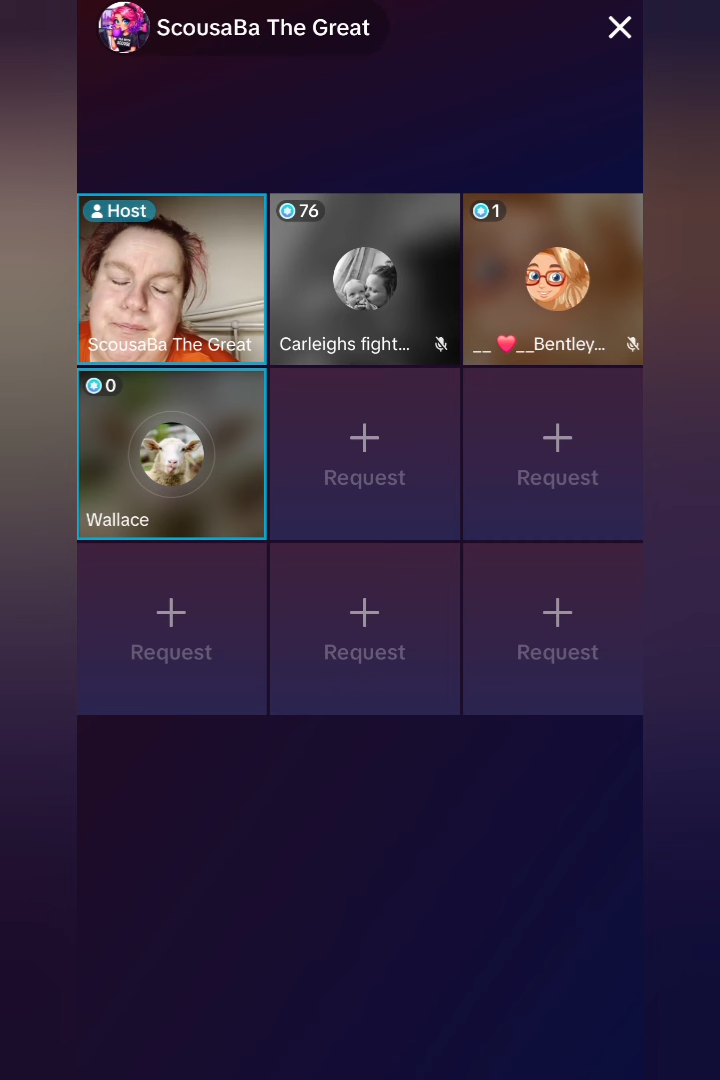 ScousaBa The Great
Host
76
1
ScousaBa The Great
Carleighs fight...
__ ❤️__Bentley...
0
Request
Request
Wallace
Request
Request
Request